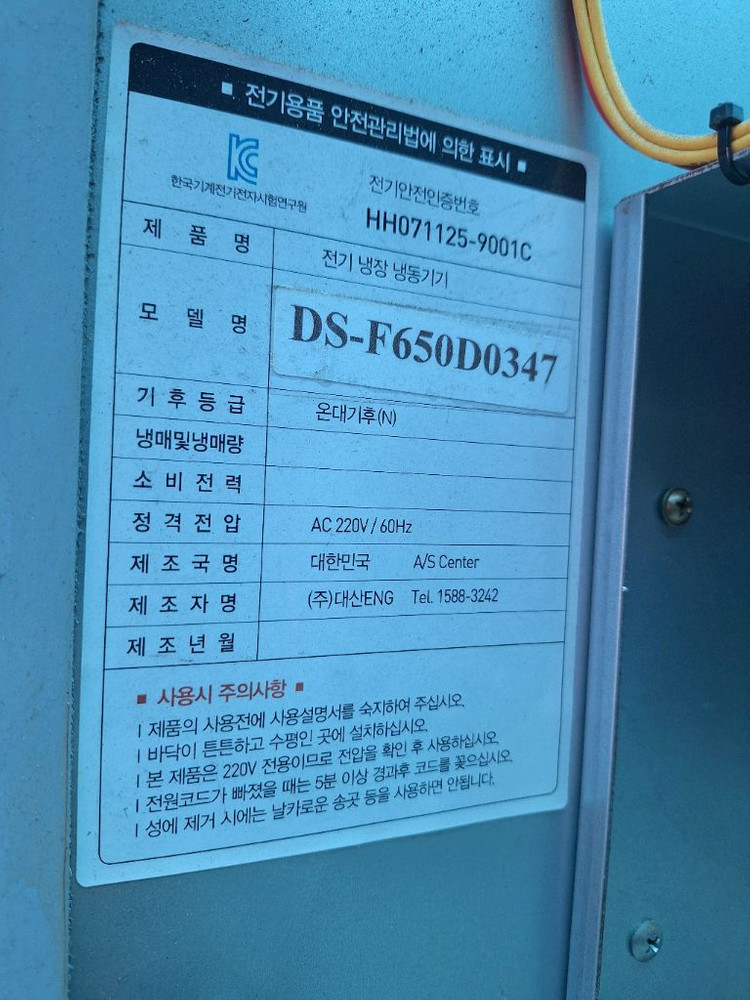 ■ 전기용품 안전관리법에 의한 표시 ■
한국기계전기전자시험연구원
전기안전인증번호
HH071125-9001C
제 품 명 전기 냉장 냉동기기
모 델 명 DS-F650D0347
기 후 등 급 온대기후(N)
냉매및냉매량
소 비 전 력
정 격 전 압 AC 220V / 60Hz
제 조 국 명 대한민국 A/S Center
제 조 자 명 (주)대산ENG Tel. 1588-3242
제 조 년 월
■ 사용시 주의사항 ■
| 제품의 사용전에 사용설명서를 숙지하여 주십시오.
| 바닥이 튼튼하고 수평인 곳에 설치하십시오.
| 본 제품은 220V 전용이므로 전압을 확인 후 사용하십시오.
| 전원코드가 빠졌을 때는 5분 이상 경과후 코드를 꽂으십시오.
| 성에 제거 시에는 날카로운 송곳 등을 사용하면 안됩니다.